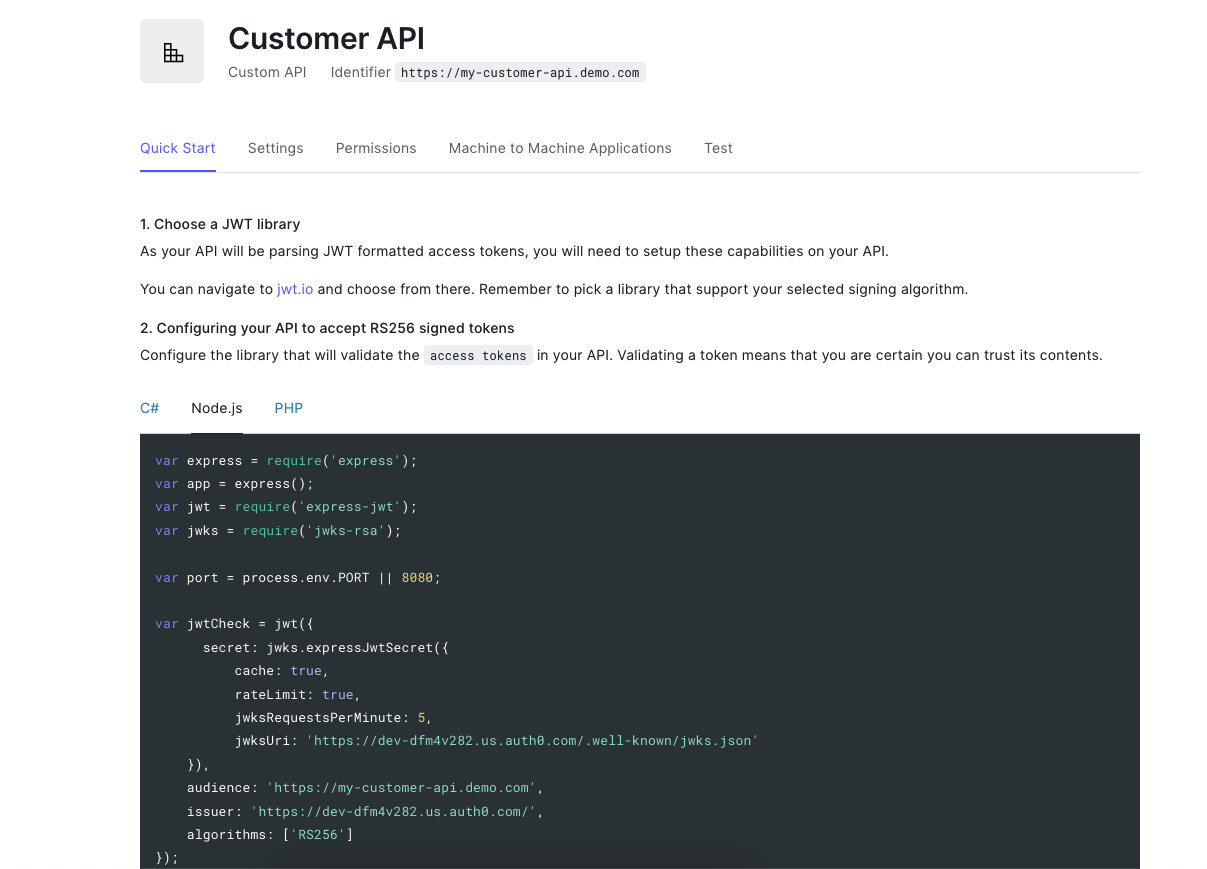 Customer API
Custom API Identifier https://my-customer-api.demo.com
Quick Start Settings Permissions Machine to Machine Applications Test
1. Choose a JWT library
As your API will be parsing JWT formatted access tokens, you will need to setup these capabilities on your API.
You can navigate to jwt.io and choose from there. Remember to pick a library that support your selected signing algorithm.
2. Configuring your API to accept RS256 signed tokens
Configure the library that will validate the access tokens in your API. Validating a token means that you are certain you can trust its contents.
C# Node.js PHP
var express = require('express');
var app = express();
var jwt = require('express-jwt');
var jwks = require('jwks-rsa');
var port = process.env.PORT || 8080;
var jwtCheck = jwt({
secret: jwks.expressJwtSecret({
cache: true,
rateLimit: true,
jwksRequestsPerMinute: 5,
jwksUri: 'https://dev-dfm4v282.us.auth0.com/.well-known/jwks.json'
}),
audience: 'https://my-customer-api.demo.com',
issuer: 'https://dev-dfm4v282.us.auth0.com/',
algorithms: ['RS256']
});